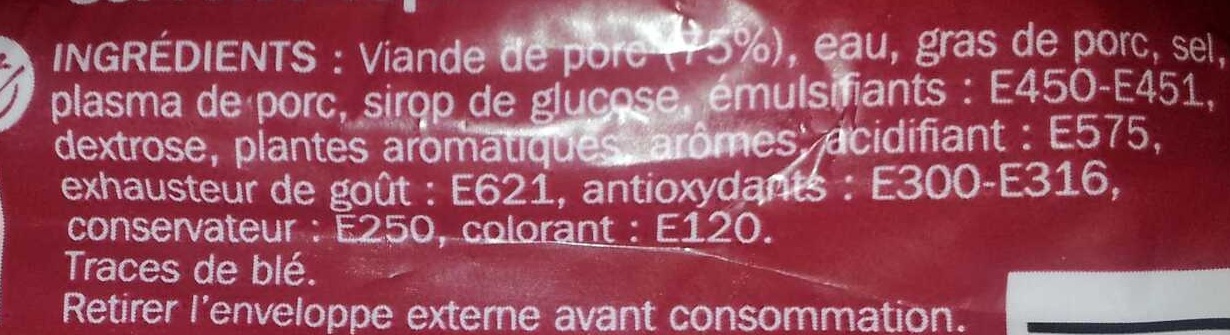 INGRÉDIENTS : Viande de porc (75%), eau, gras de porc, sel,
plasma de porc, sirop de glucose, émulsifiants : E450-E451,
dextrose, plantes aromatiques, arômes, acidifiant : E575,
exhausteur de goût : E621, antioxydants : E300-E316,
conservateur : E250, colorant : E120.
Traces de blé.
Retirer l'enveloppe externe avant consommation.